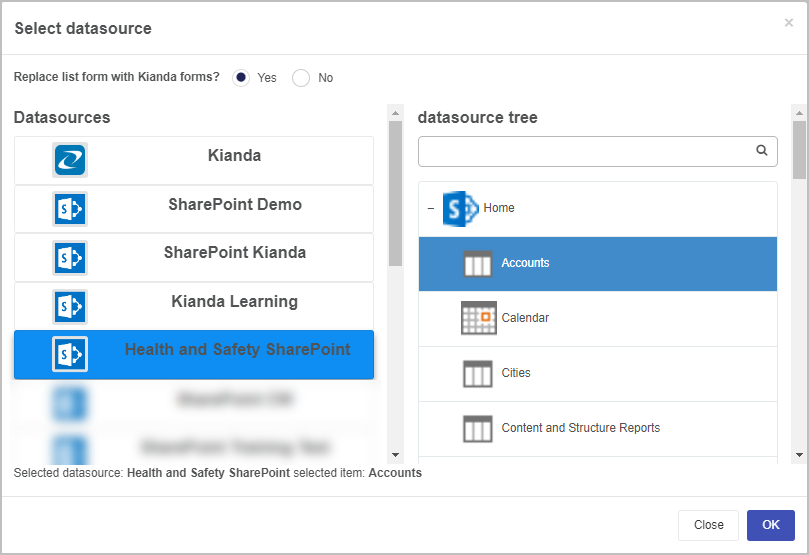 Select datasource
×
Replace list form with Kianda forms? Yes No
Datasources
Kianda
SharePoint Demo
SharePoint Kianda
Kianda Learning
Health and Safety SharePoint
datasource tree
Home
Accounts
Calendar
Cities
Content and Structure Reports
Selected datasource: Health and Safety SharePoint selected item: Accounts
Close OK